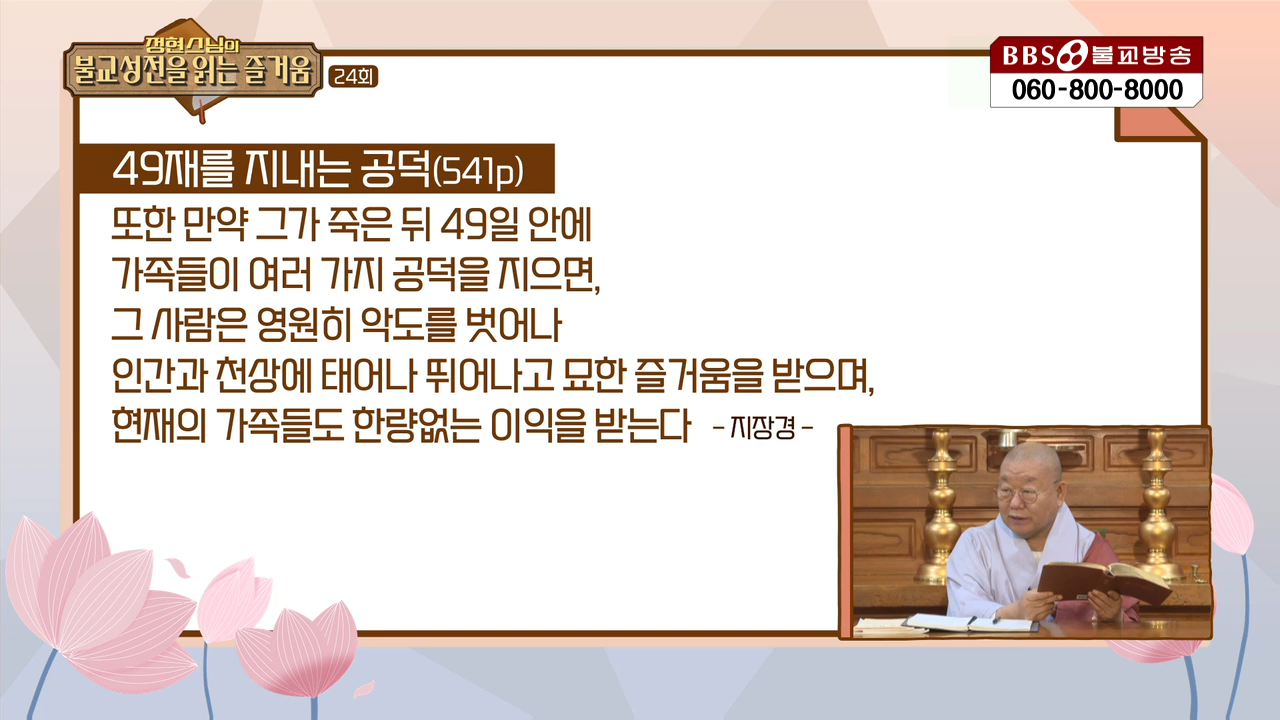 정현스님의
불교성전을 읽는 즐거움
24회
BBS 불교방송
060-800-8000
49재를 지내는 공덕(541p)
또한 만약 그가 죽은 뒤 49일 안에
가족들이 여러 가지 공덕을 지으면,
그 사람은 영원히 악도를 벗어나
인간과 천상에 태어나 뛰어나고 묘한 즐거움을 받으며,
현재의 가족들도 한량없는 이익을 받는다 - 지장경 -